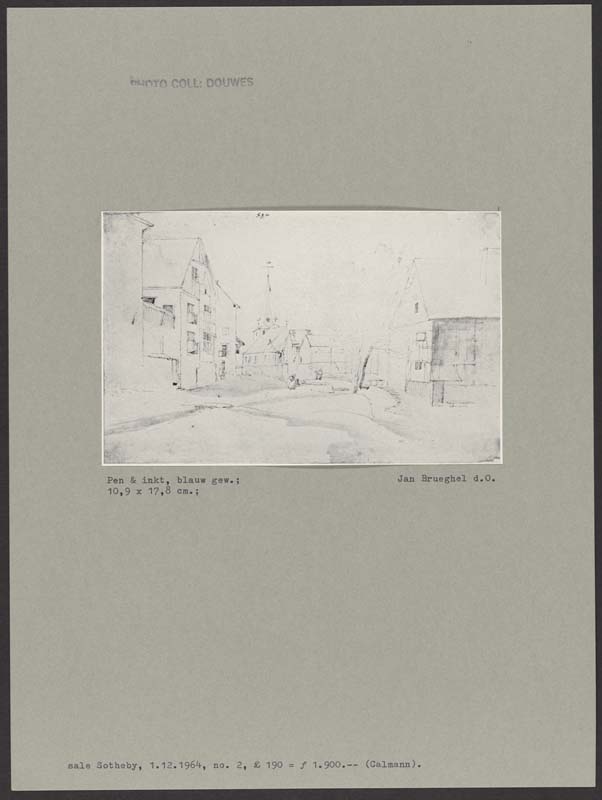 PHOTO COLL: DOUWES
Pen & inkt, blauw gew.;
10,9 x 17,8 cm.;
Jan Brueghel d.O.
sale Sotheby, 1.12.1964, no. 2, £ 190 = ƒ 1.900.-- (Calmann).